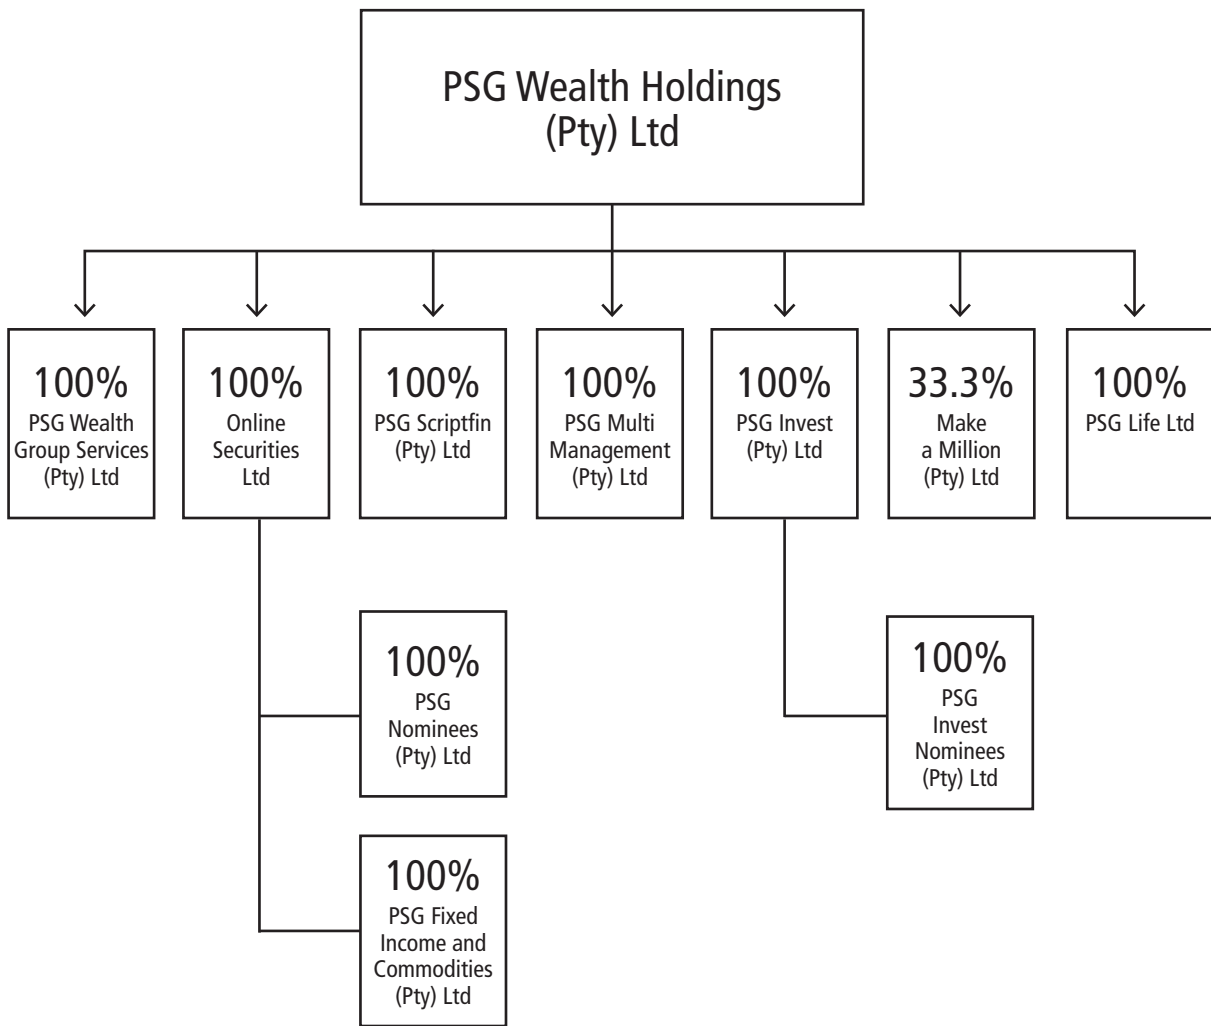 PSG Wealth Holdings
(Pty) Ltd
100%
PSG Wealth
Group Services
(Pty) Ltd
100%
Online
Securities
Ltd
100%
PSG Scriptfin
(Pty) Ltd
100%
PSG Multi
Management
(Pty) Ltd
100%
PSG Invest
(Pty) Ltd
33.3%
Make
a Million
(Pty) Ltd
100%
PSG Life Ltd
100%
PSG
Nominees
(Pty) Ltd
100%
PSG
Invest
Nominees
(Pty) Ltd
100%
PSG Fixed
Income and
Commodities
(Pty) Ltd